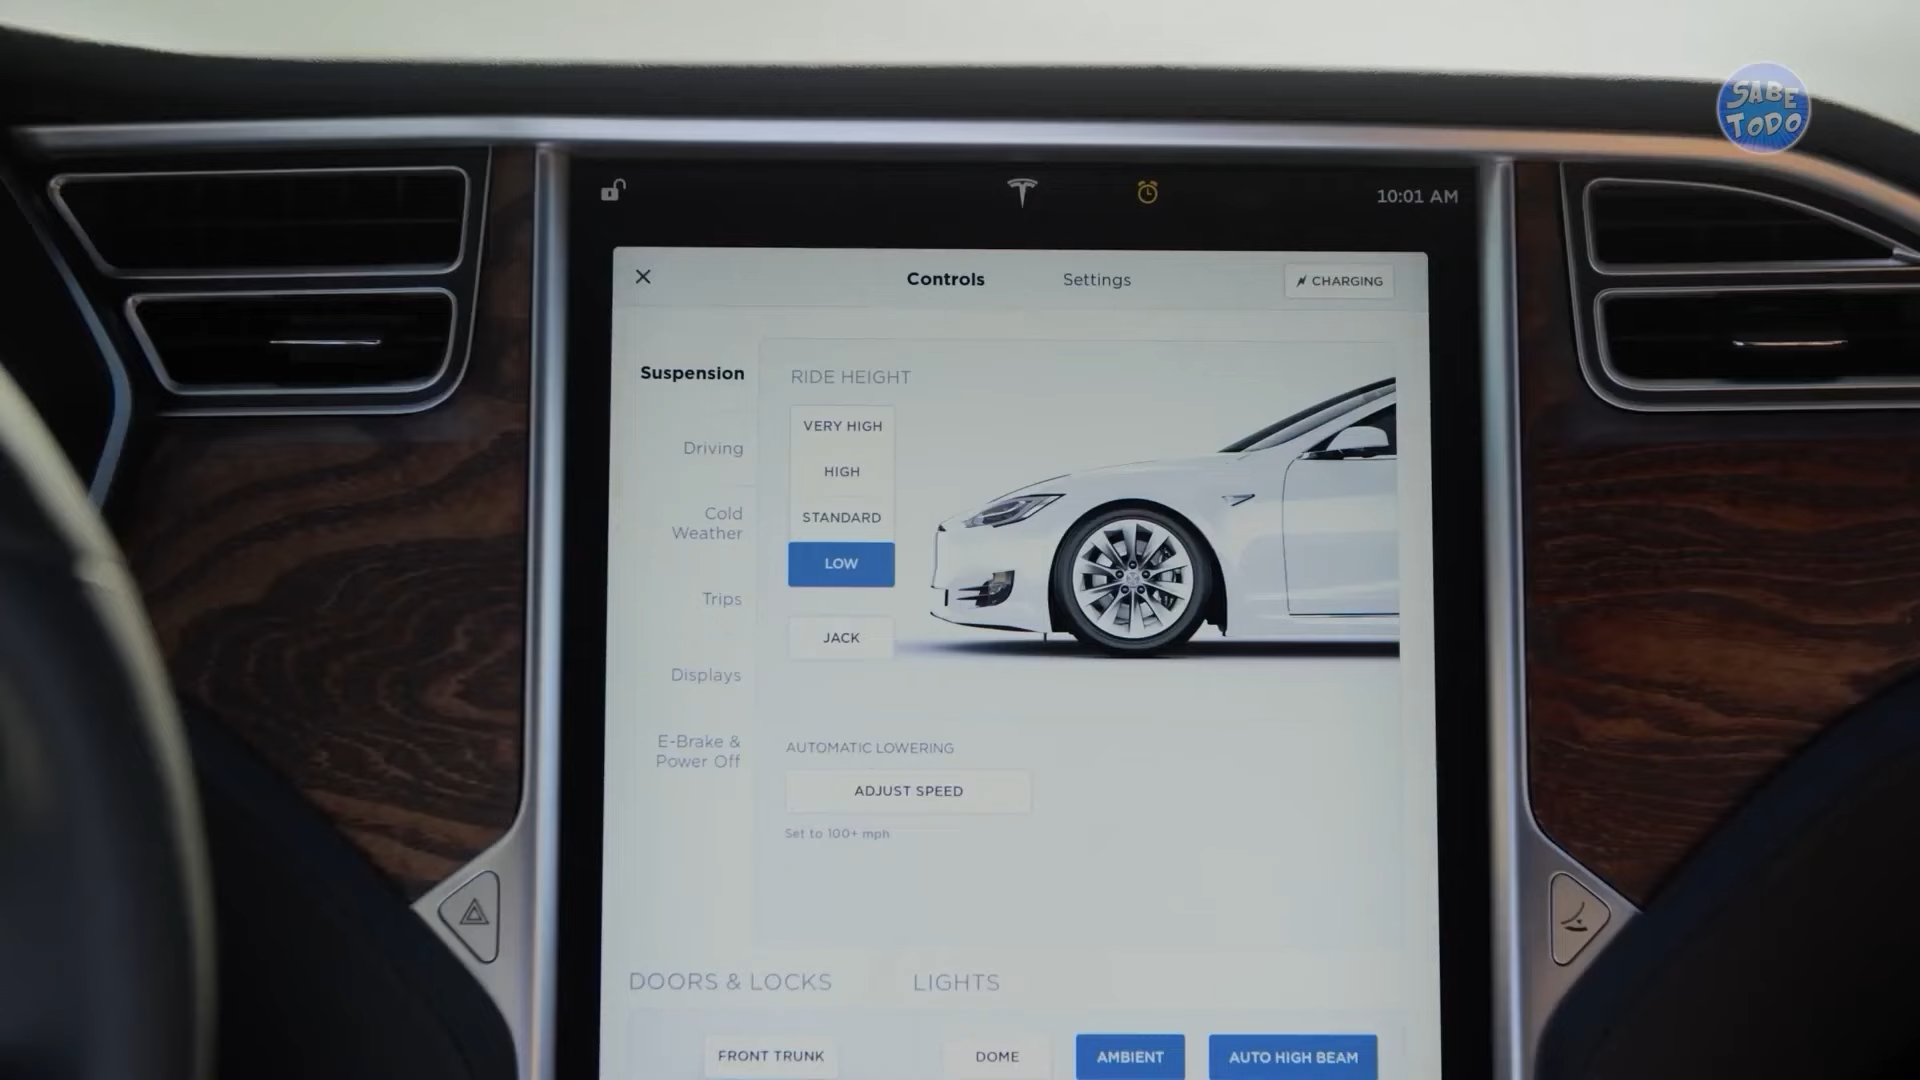 SABE
TODO
10:01 AM
Controls
Settings
CHARGING
Suspension
RIDE HEIGHT
VERY HIGH
Driving
HIGH
Cold
Weather
STANDARD
LOW
Trips
JACK
Displays
E-Brake &
Power Off
AUTOMATIC LOWERING
ADJUST SPEED
Set to 100+ mph
DOORS & LOCKS
LIGHTS
FRONT TRUNK
DOME
AMBIENT
AUTO HIGH BEAM